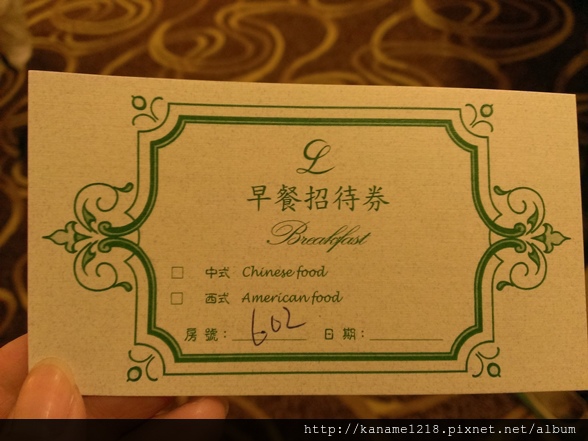 L
早餐招待券
Breakfast
□ 中式 Chinese food
□ 西式 American food
房號：602 日期：
http://kaname1218.pixnet.net/album